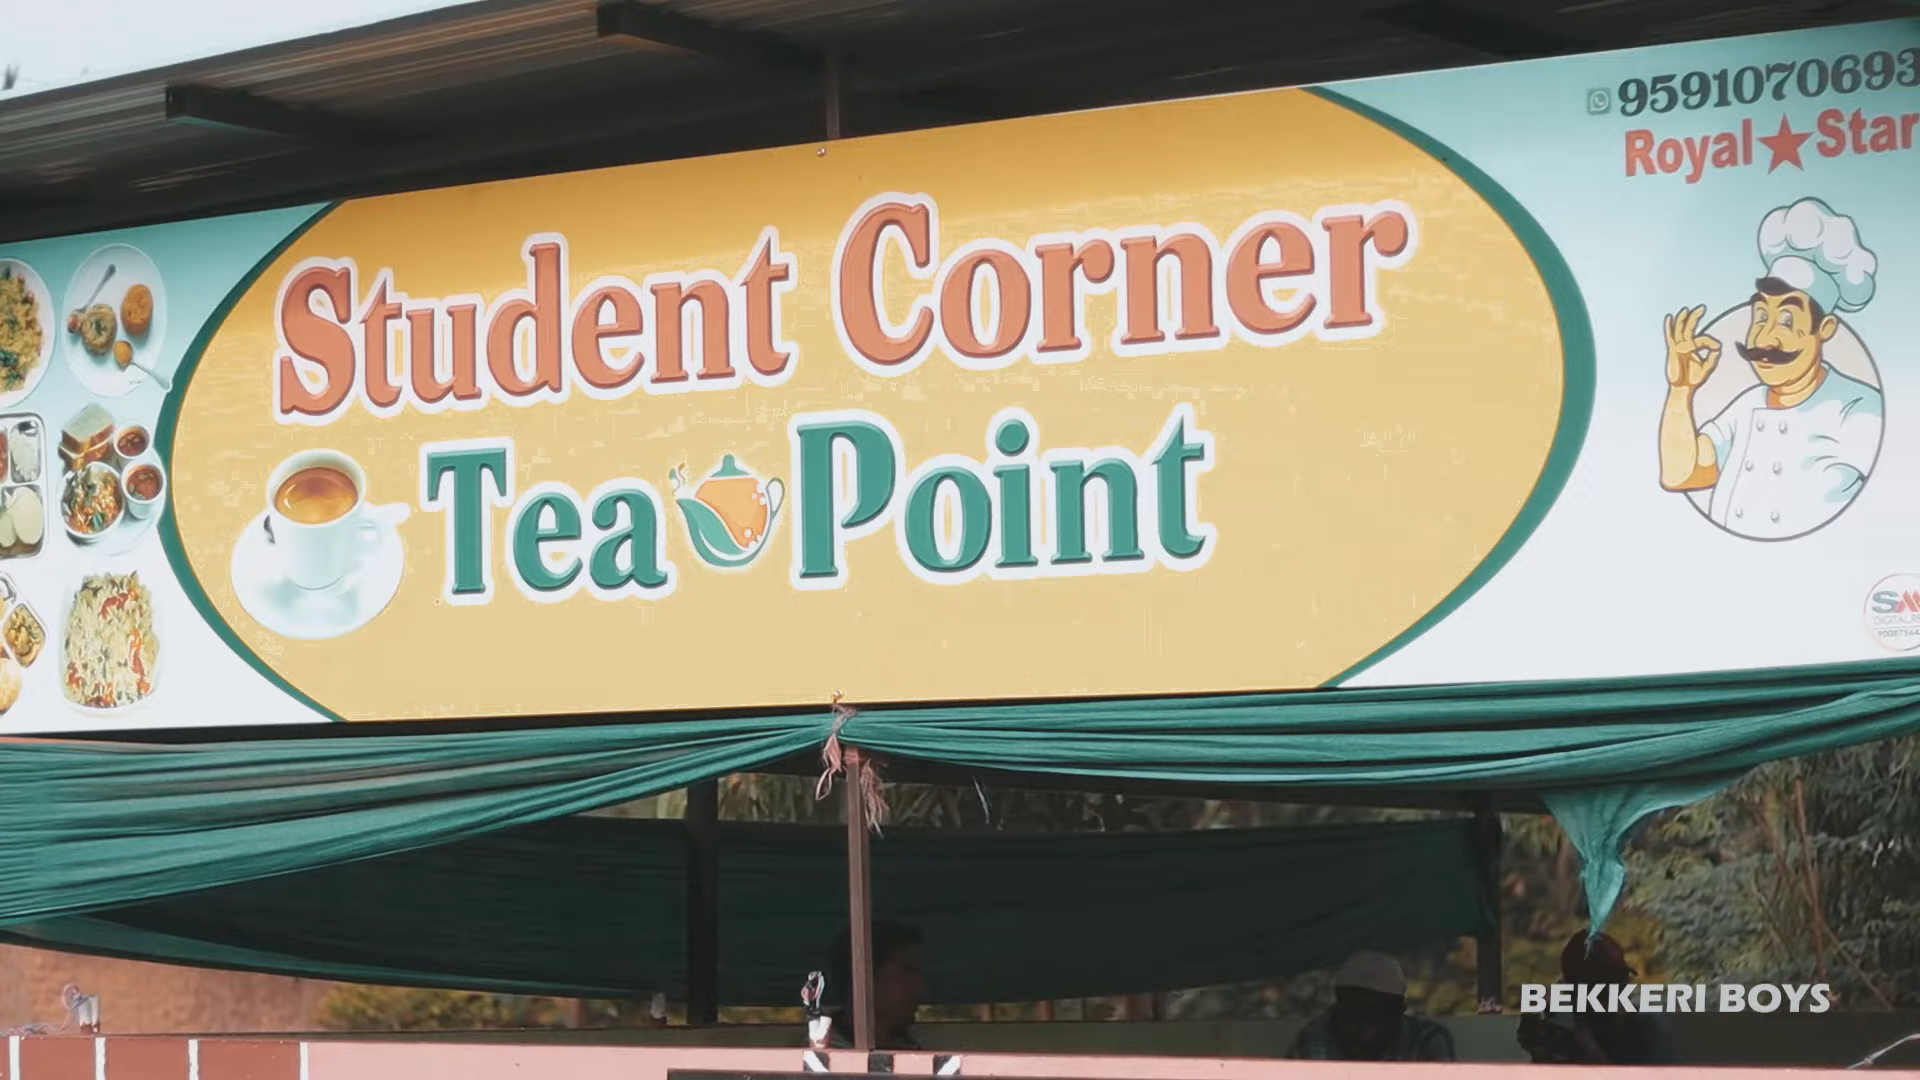 9591070693
Royal★Star
Student Corner
Tea Point
BEKKERI BOYS